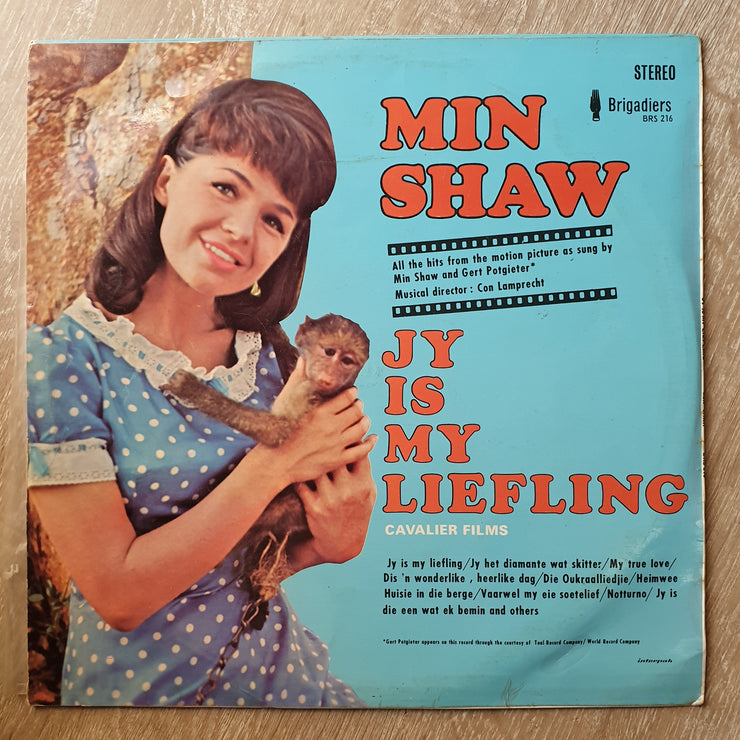 STEREO
Brigadiers
BRS 216
MIN
SHAW
All the hits from the motion picture as sung by
Min Shaw and Gert Potgieter*
Musical director : Con Lamprecht
JY
IS
MY
LIEFLING
CAVALIER FILMS
Jy is my liefling/Jy het diamante wat skitter/My true love/
Dis 'n wonderlike , heerlike dag/Die Oukraalliedjie/Heimwee
Huisie in die berge/Vaarwel my eie soetelief/Notturno/ Jy is
die een wat ek bemin and others
*Gert Potgieter appears on this record through the courtesy of Teal Record Company/ World Record Company
interpak